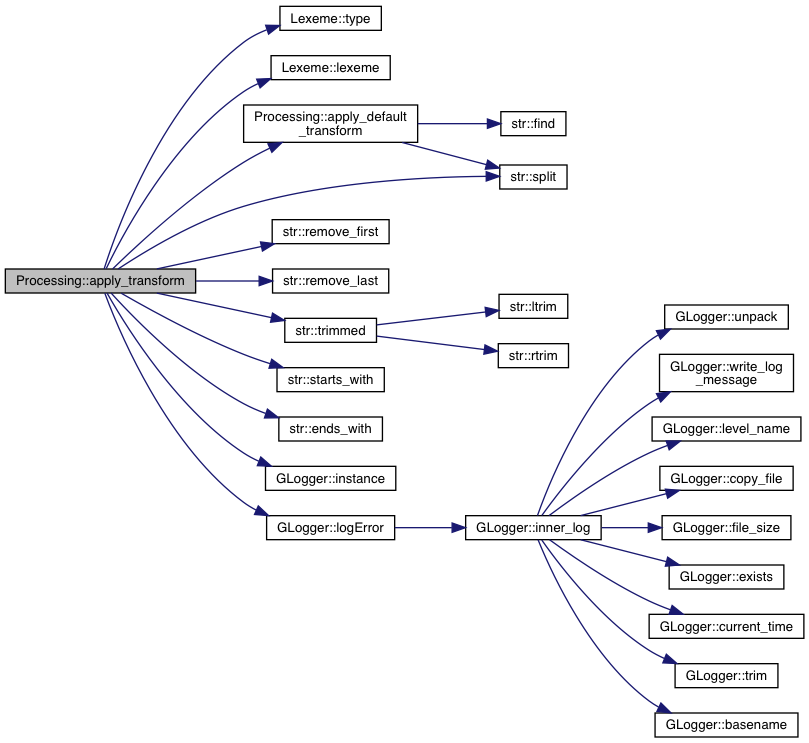 Lexeme::type
Lexeme::lexeme
Processing::apply_default
_transform
str::find
str::split
str::remove_first
Processing::apply_transform
str::remove_last
str::trimmed
str::ltrim
str::rtrim
str::starts_with
str::ends_with
GLogger::instance
GLogger::logError
GLogger::inner_log
GLogger::unpack
GLogger::write_log
_message
GLogger::level_name
GLogger::copy_file
GLogger::file_size
GLogger::exists
GLogger::current_time
GLogger::trim
GLogger::basename